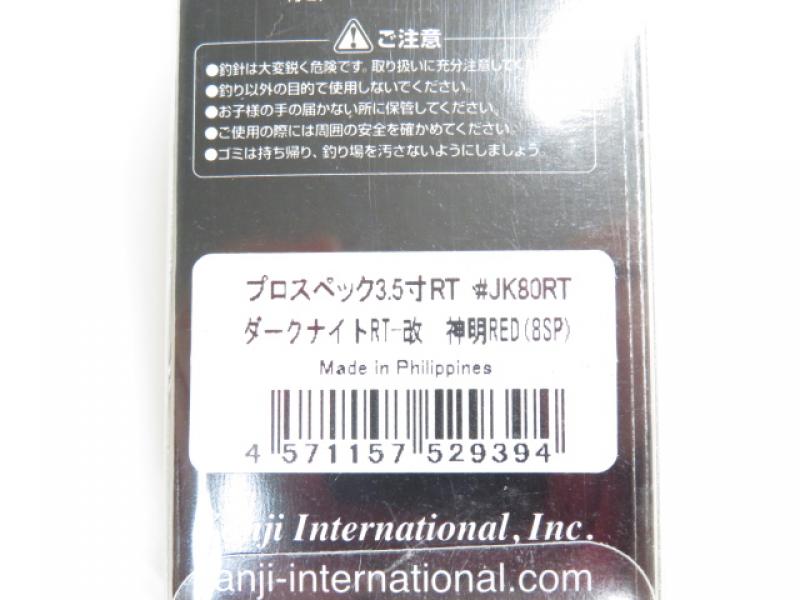 ご注意
●釣針は大変鋭く危険です。取り扱いに充分注意して
●釣り以外の目的で使用しないでください。
●お子様の手の届かない所に保管してください。
●ご使用の際には周囲の安全を確かめてください。
●ゴミは持ち帰り、釣り場を汚さないようにしましょう。
プロスペック3.5寸RT #JK80RT
ダークナイトRT-改 神明RED(8SP)
Made in Philippines
4 571157 529394
nji International, Inc.
anji-international.com